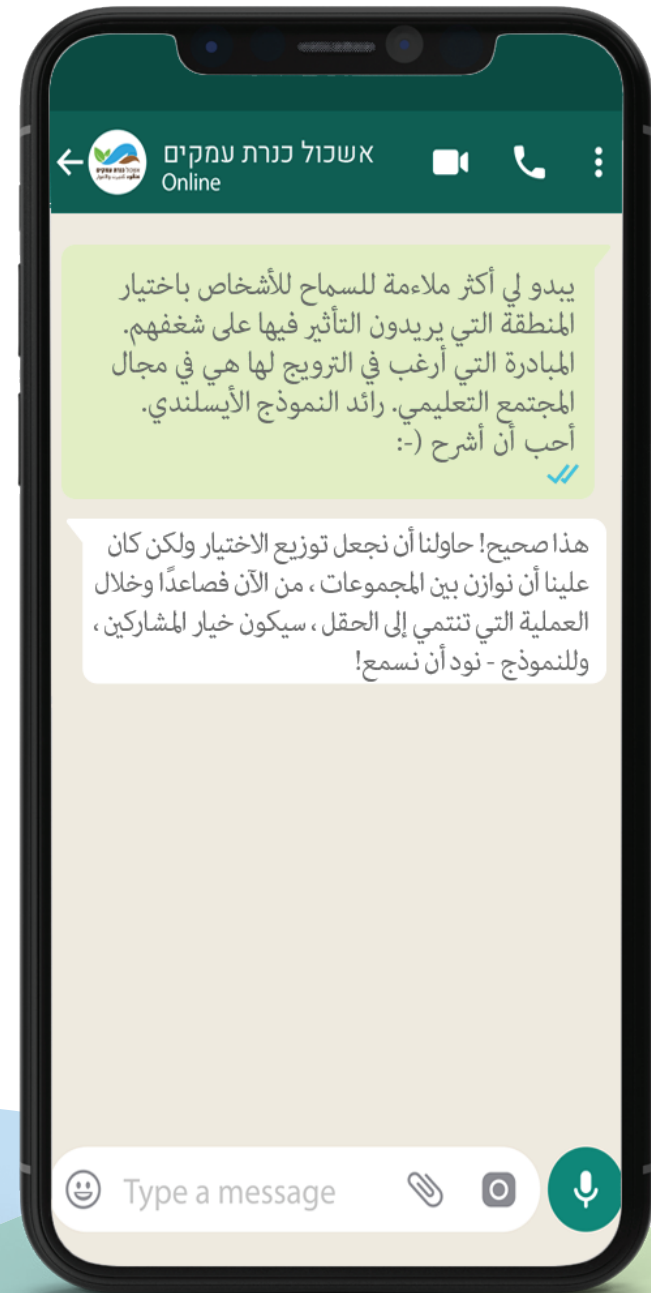 אשכול כנרת עמקים
Online
يبدو لي أكثر ملاءمة للسماح للأشخاص باختيار
المنطقة التي يريدون التأثير فيها على شغفهم.
المبادرة التي أرغب في الترويج لها هي في مجال
المجتمع التعليمي. رائد النموذج الأيسلندي.
أحب أن أشرح (-:
هذا صحيح! حاولنا أن نجعل توزيع الاختيار ولكن كان
علينا أن نوازن بين المجموعات ، من الآن فصاعدًا وخلال
العملية التي تنتمي إلى الحقل ، سيكون خيار المشاركين ،
وللنموذج - نود أن نسمع!
Type a message